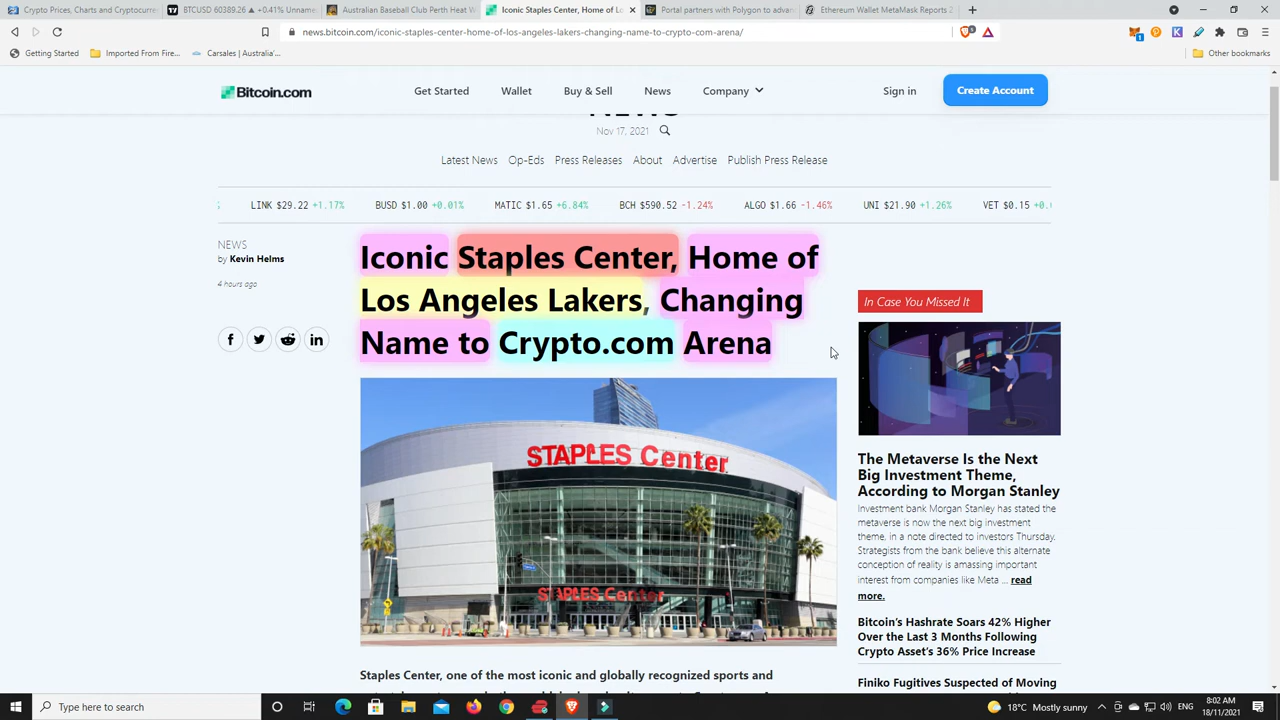 Crypto Prices, Charts and Cryptocurr
BTCUSD 60389.26 ▲ +0.41% Unname
Australian Baseball Club Perth Heat W
Iconic Staples Center, Home of Lo
Portal partners with Polygon to advan
Ethereum Wallet MetaMask Reports 2
news.bitcoin.com/iconic-staples-center-home-of-los-angeles-lakers-changing-name-to-crypto-com-arena/
Getting Started
Imported From Fire...
Carsales | Australia'...
Other bookmarks
Bitcoin.com
Get Started
Wallet
Buy & Sell
News
Company
Sign in
Create Account
NEWS
Nov 17, 2021
Latest News
Op-Eds
Press Releases
About
Advertise
Publish Press Release
LINK $29.22 +1.17%
BUSD $1.00 +0.01%
MATIC $1.65 +6.84%
BCH $590.52 -1.24%
ALGO $1.66 -1.46%
UNI $21.90 +1.26%
VET $0.15
NEWS
by Kevin Helms
4 hours ago
Iconic Staples Center, Home of
Los Angeles Lakers, Changing
Name to Crypto.com Arena
STAPLES Center
STAPLES Center
Staples Center, one of the most iconic and globally recognized sports and
In Case You Missed It
The Metaverse Is the Next
Big Investment Theme,
According to Morgan Stanley
Investment bank Morgan Stanley has stated the
metaverse is now the next big investment
theme, in a note directed to investors Thursday.
Strategists from the bank believe this alternate
conception of reality is amassing important
interest from companies like Meta ... read
more.
Bitcoin's Hashrate Soars 42% Higher
Over the Last 3 Months Following
Crypto Asset's 36% Price Increase
Finiko Fugitives Suspected of Moving
Type here to search
18°C Mostly sunny
8:02 AM
18/11/2021